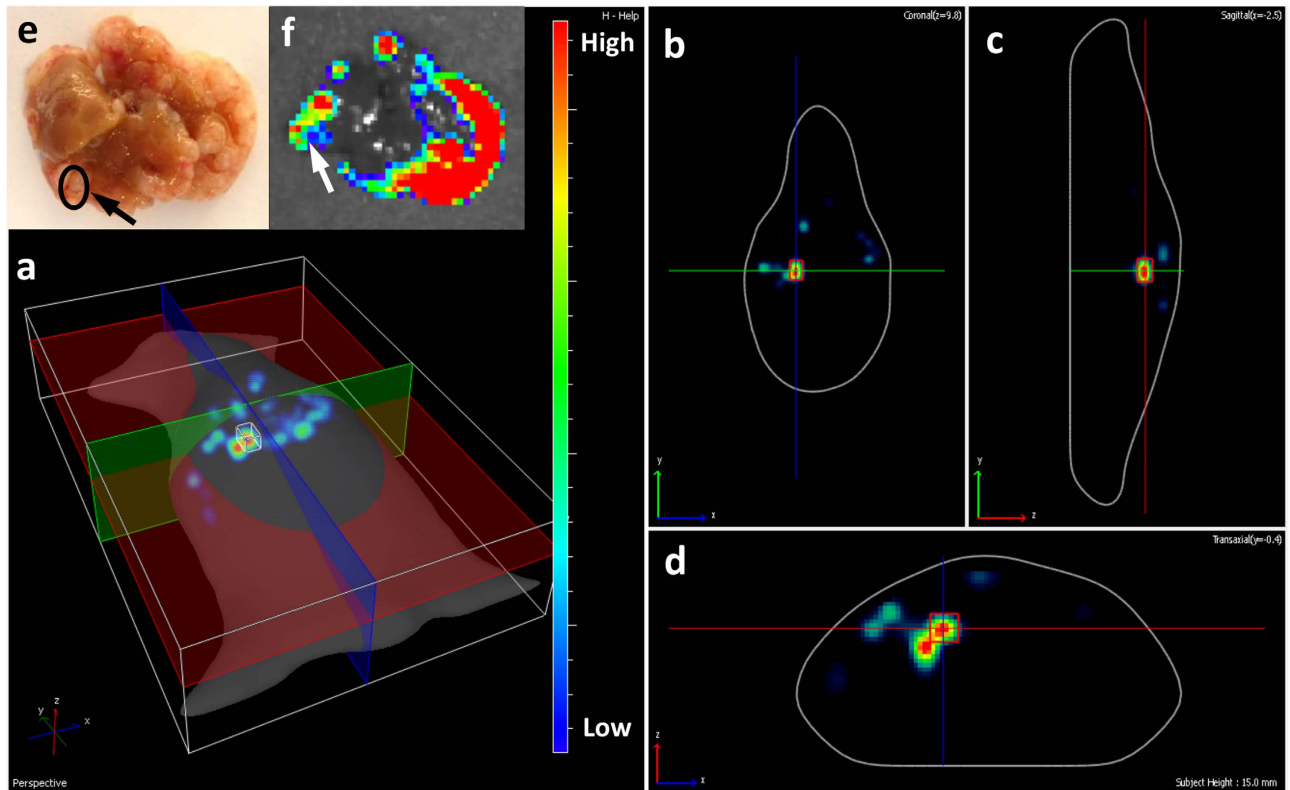 e
f
H - Help
High
a
y
z
x
Low
Perspective
b
Coronal(z=9.8)
y
x
c
Sagittal(x=-2.5)
y
z
d
Transaxial(y=-0.4)
z
x
Subject Height : 15.0 mm